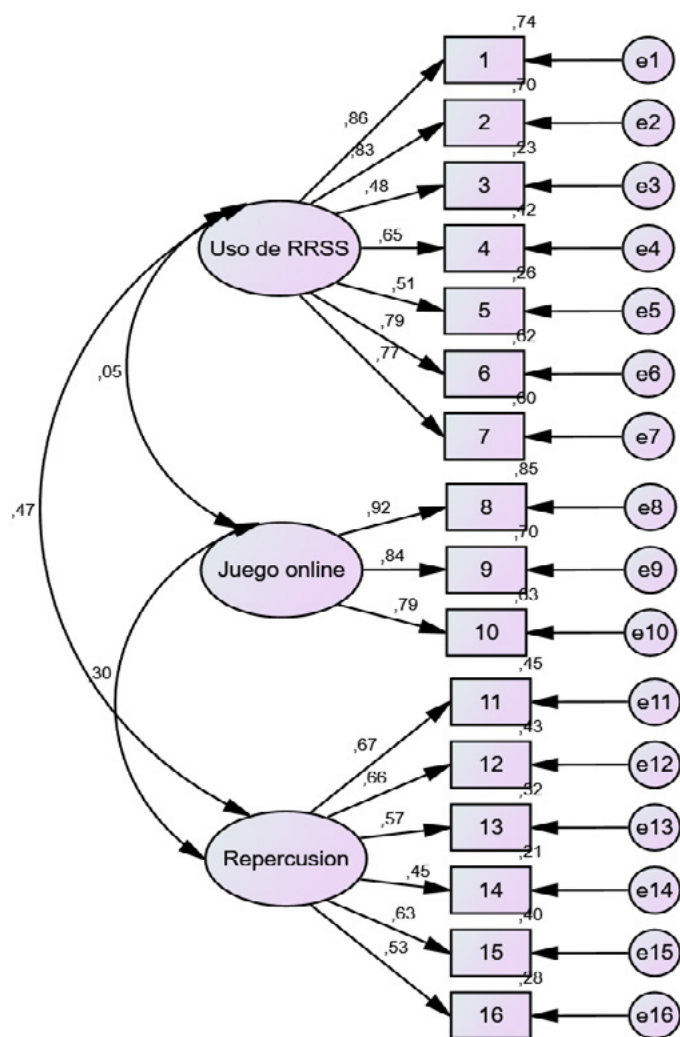 ,74
1
e1
,70
,86
2
e2
,83
,23
3
e3
,48
,42
Uso de RRSS
,65
4
e4
,26
,51
5
e5
,62
,79
6
e6
,77
,60
,05
7
e7
,85
,47
,92
8
e8
,70
Juego online
,84
9
e9
,63
,79
10
e10
,45
,30
11
e11
,43
,67
12
e12
,66
,32
13
e13
,57
,21
Repercusion
,45
14
e14
,40
,63
15
e15
,53
,28
16
e16